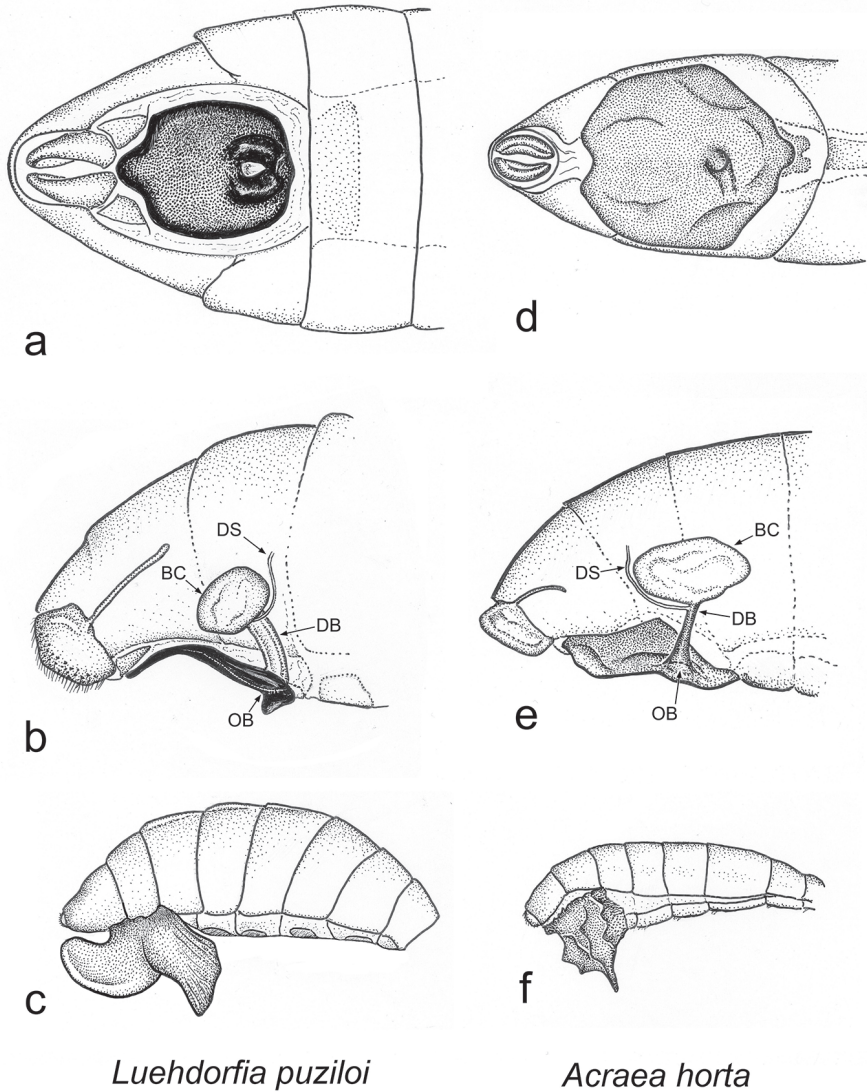 a
d
DS
BC
DB
OB
b
BC
DS
DB
OB
e
c
f
Luehdorfia puziloi
Acraea horta